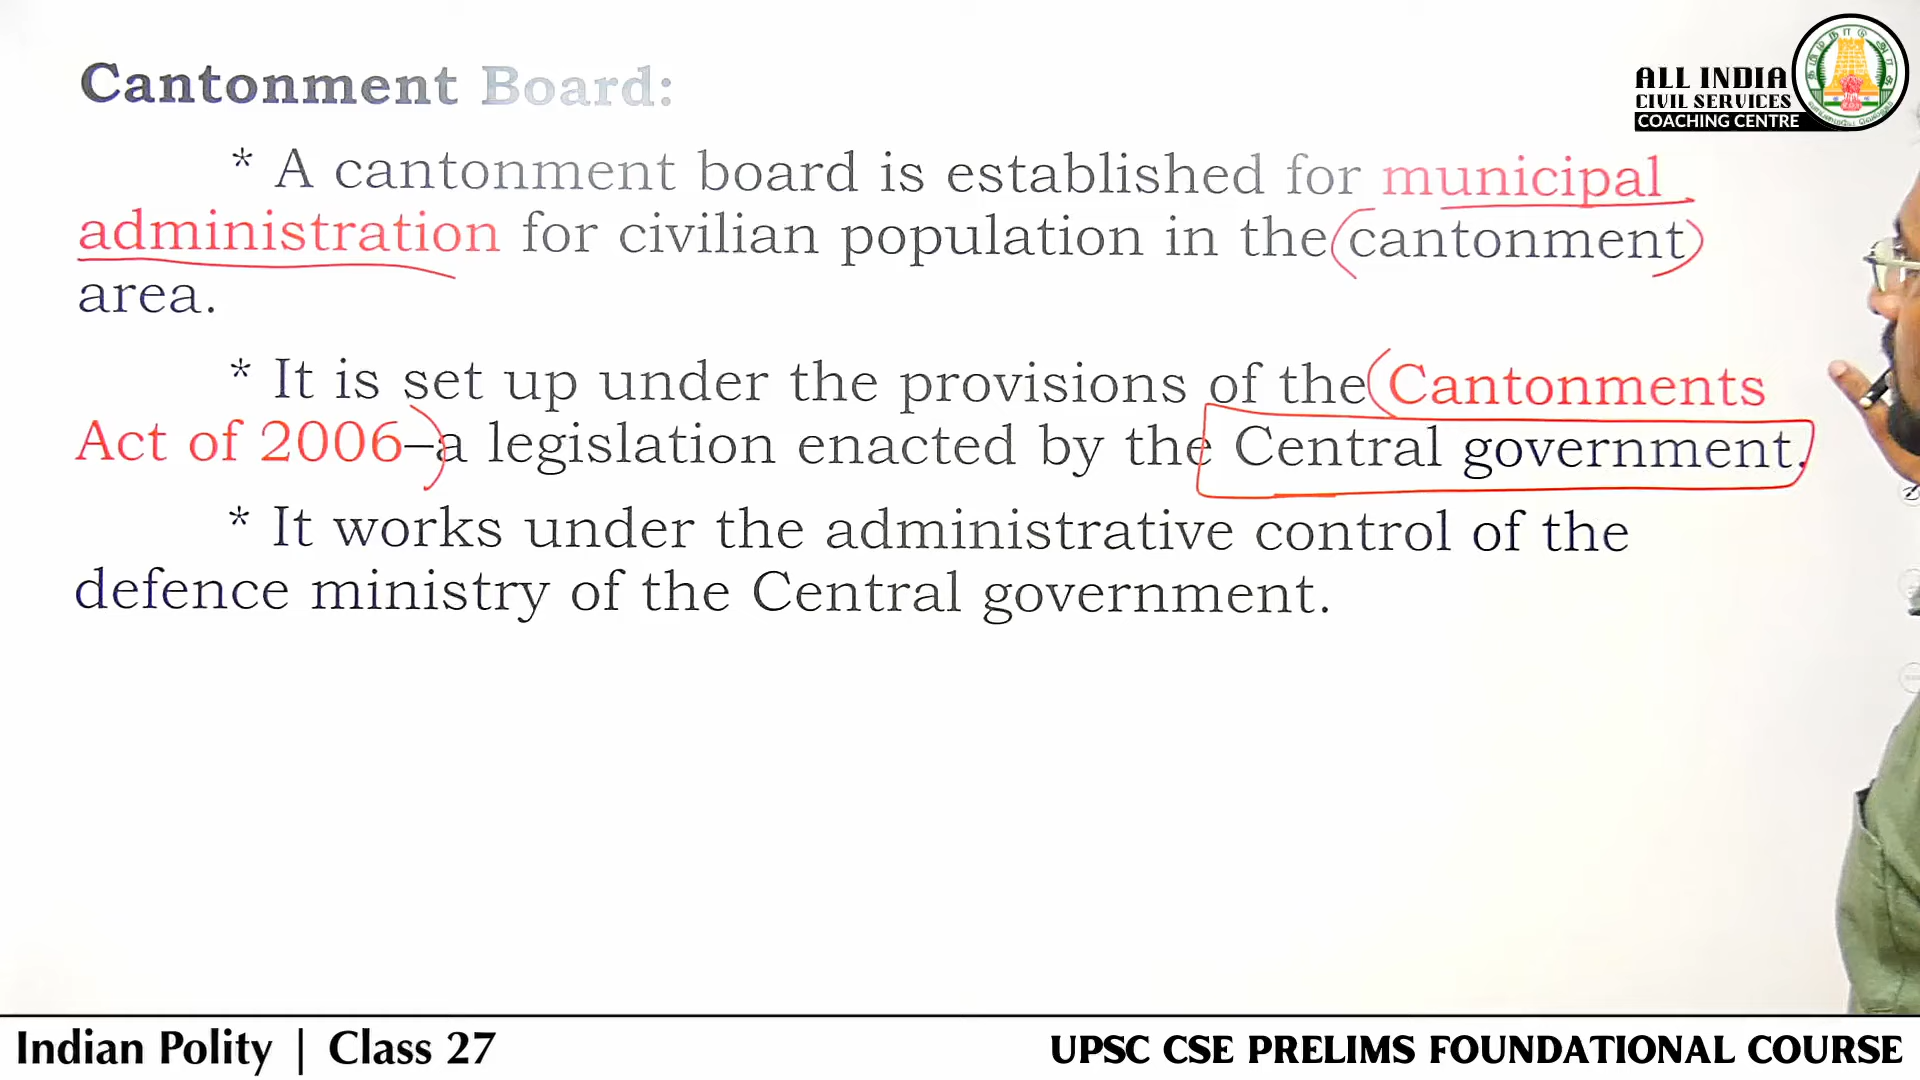 ALL INDIA
CIVIL SERVICES
COACHING CENTRE
Cantonment Board:
* A cantonment board is established for municipal
administration for civilian population in the cantonment
area.
* It is set up under the provisions of the Cantonments
Act of 2006–a legislation enacted by the Central government.
* It works under the administrative control of the
defence ministry of the Central government.
Indian Polity | Class 27
UPSC CSE PRELIMS FOUNDATIONAL COURSE